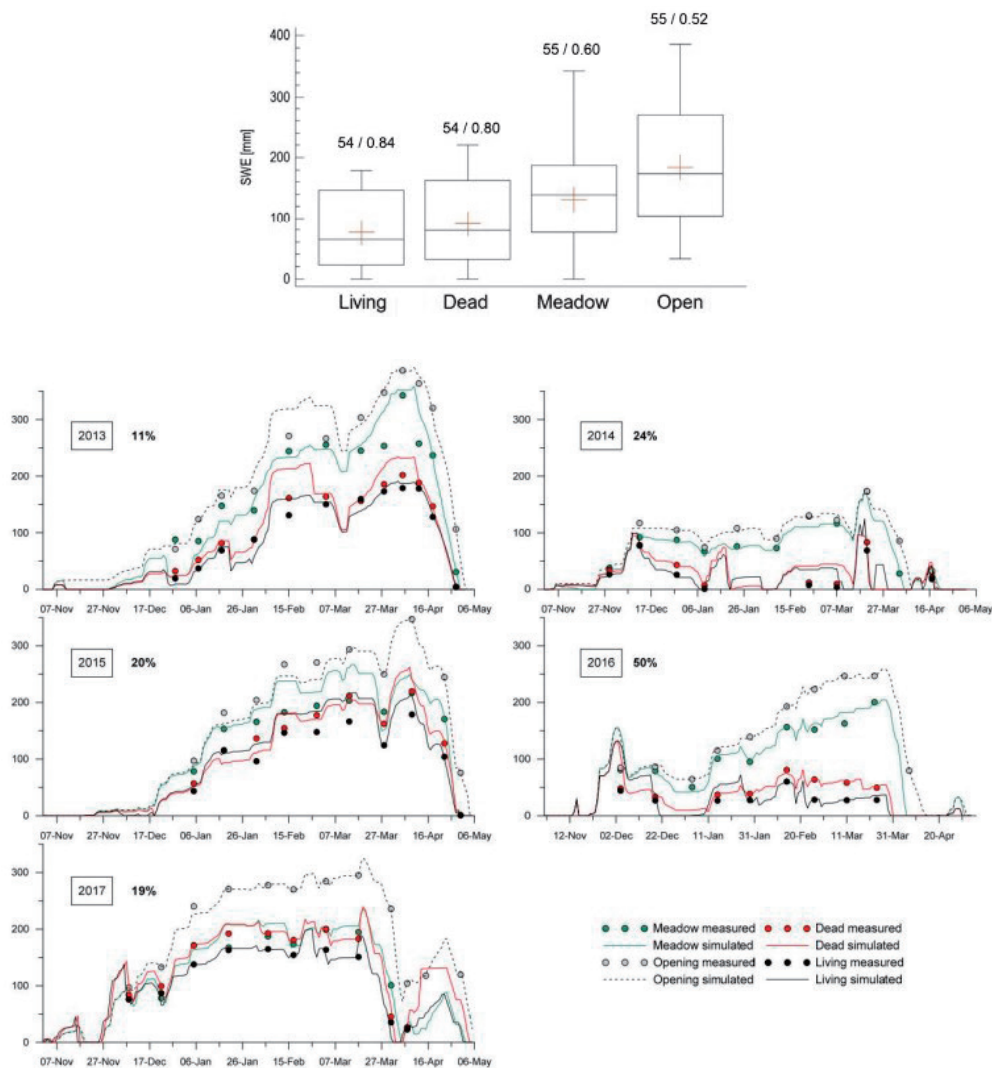 55 / 0.52
400
55 / 0.60
300
54 / 0.80
54 / 0.84
SWE [mm]
200
100
0
Living Dead Meadow Open
300
2013 11%
200
100
0
07-Nov 27-Nov 17-Dec 06-Jan 26-Jan 15-Feb 07-Mar 27-Mar 16-Apr 06-May
300
2014 24%
200
100
0
07-Nov 27-Nov 17-Dec 06-Jan 26-Jan 15-Feb 07-Mar 27-Mar 16-Apr 06-May
300
2015 20%
200
100
0
07-Nov 27-Nov 17-Dec 06-Jan 26-Jan 15-Feb 07-Mar 27-Mar 16-Apr 06-May
300
2016 50%
200
100
0
12-Nov 02-Dec 22-Dec 11-Jan 31-Jan 20-Feb 11-Mar 31-Mar 20-Apr
300
2017 19%
200
100
0
07-Nov 27-Nov 17-Dec 06-Jan 26-Jan 15-Feb 07-Mar 27-Mar 16-Apr 06-May
Meadow measured Dead measured
Meadow simulated Dead simulated
Opening measured Living measured
Opening simulated Living simulated